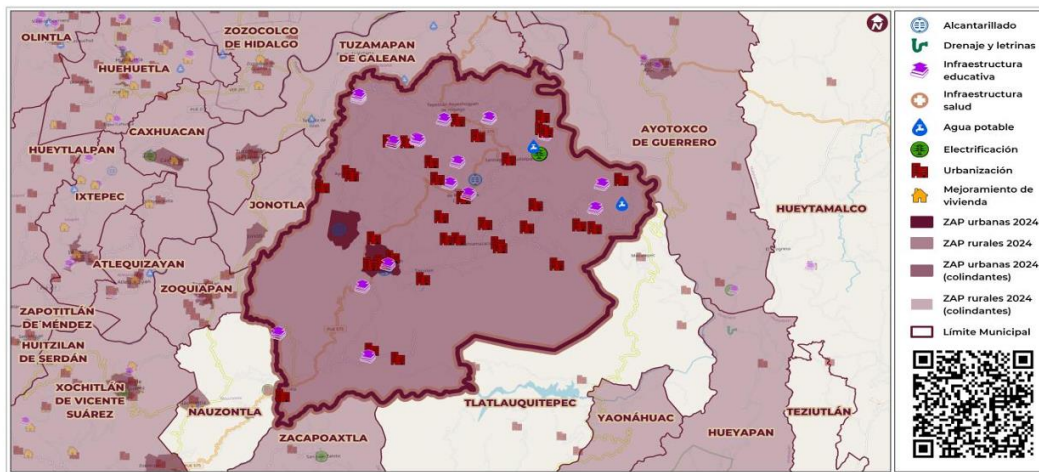 OLINTLA
HUEHUETLA
ZOZOCOLCO
DE HIDALGO
TUZAMAPAN
DE GALEANA
CAXHUACAN
HUEYTLALPAN
IXTEPEC
JONOTLA
ATLEQUIZAYAN
ZOQUIAPAN
ZAPOTITLÁN
DE MÉNDEZ
HUITZILAN
DE SERDÁN
XOCHITLÁN
DE VICENTE
SUÁREZ
NAUZONTLA
ZACAPOAXTLA
TLATLAUQUITEPEC
YAONÁHUAC
HUEYAPAN
TEZIUTLÁN
AYOTOXCO
DE GUERRERO
HUEYTAMALCO
N
Alcantarillado
Drenaje y letrinas
Infraestructura
educativa
Infraestructura
salud
Agua potable
Electrificación
Urbanización
Mejoramiento de
vivienda
ZAP urbanas 2024
ZAP rurales 2024
ZAP urbanas 2024
(colindantes)
ZAP rurales 2024
(colindantes)
Límite Municipal